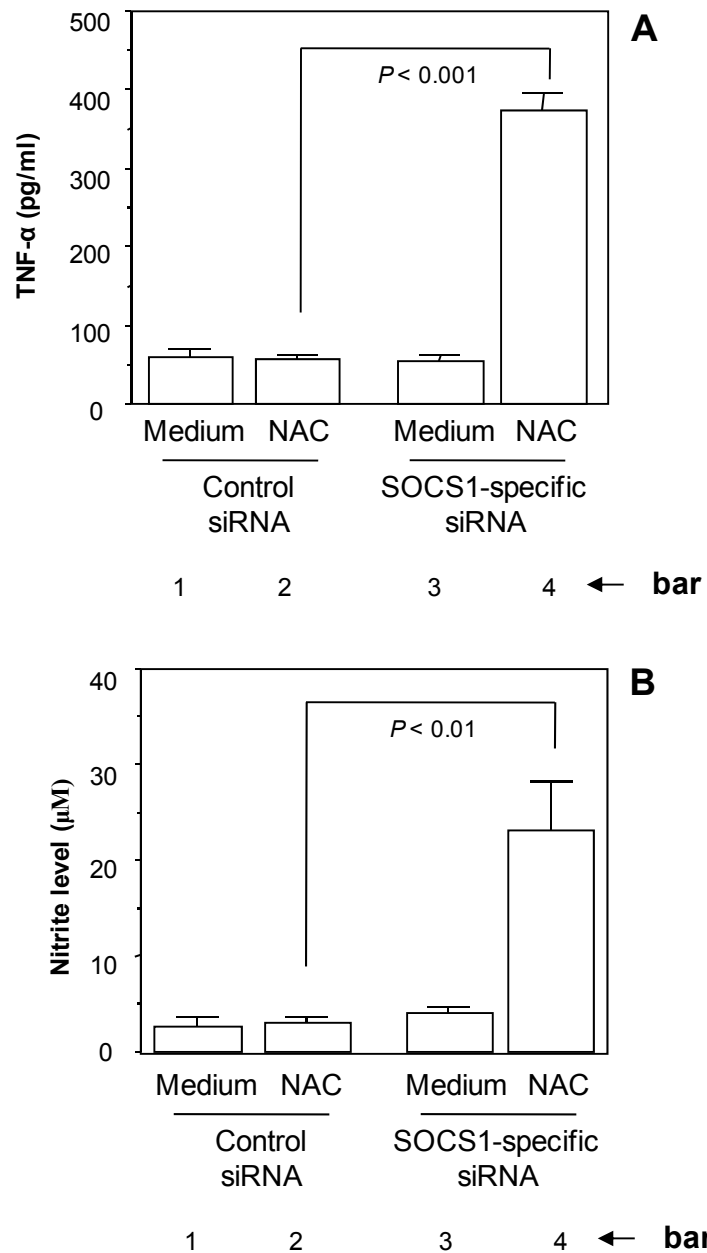 A
500
400
300
200
100
0
TNF-α (pg/ml)
P < 0.001
Medium NAC Medium NAC
Control SOCS1-specific
siRNA siRNA
1 2 3 4 ← bar
B
40
30
20
10
0
Nitrite level (μM)
P < 0.01
Medium NAC Medium NAC
Control SOCS1-specific
siRNA siRNA
1 2 3 4 ← bar